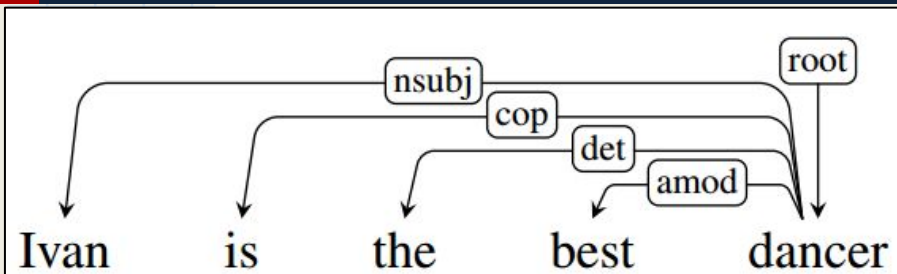 root
nsubj
cop
det
amod
Ivan is the best dancer